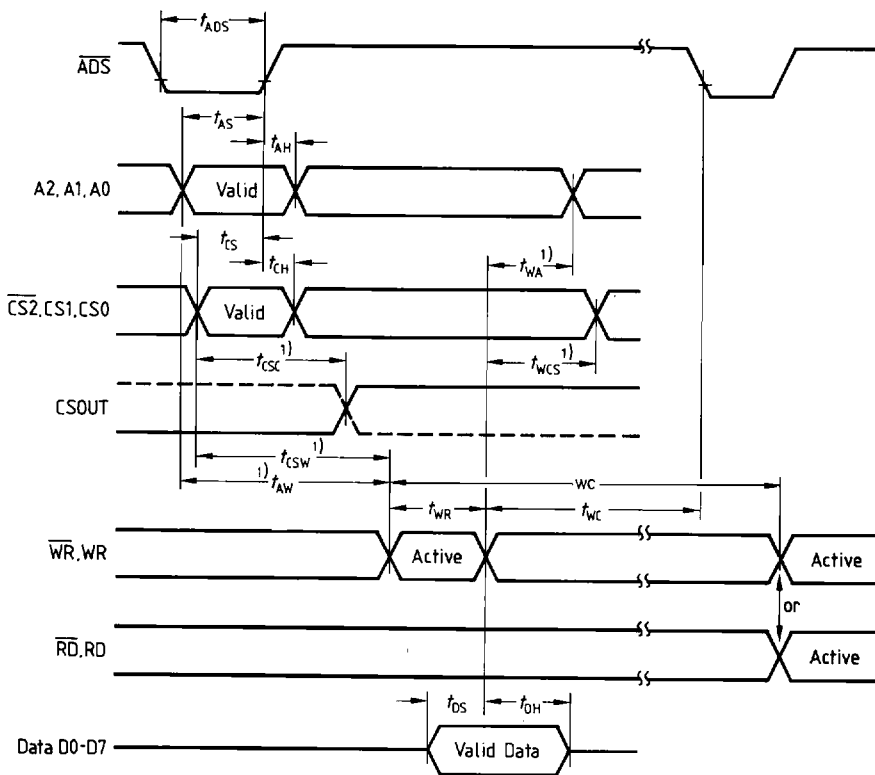 tADS
ADS
tAS
tAH
A2, A1, A0
Valid
tCS
tCH
tWA 1)
CS2,CS1,CS0
Valid
tCSC 1)
tWCS 1)
CSOUT
tCSW 1)
1) tAW
WC
tWR
tWC
WR,WR
Active
Active
or
RD,RD
Active
tDS
tDH
Data D0-D7
Valid Data